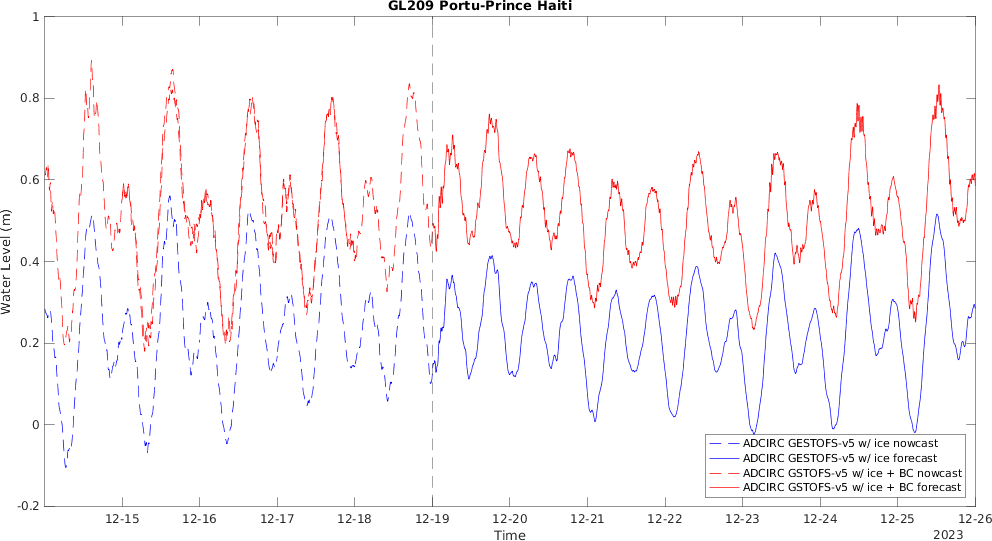 GL209 Portu-Prince Haiti
1
0.8
0.6
0.4
0.2
0
-0.2
Water Level (m)
12-15
12-16
12-17
12-18
12-19
12-20
12-21
12-22
12-23
12-24
12-25
12-26
Time
2023
ADCIRC GESTOFS-v5 w/ ice nowcast
ADCIRC GESTOFS-v5 w/ ice forecast
ADCIRC GSTOFS-v5 w/ ice + BC nowcast
ADCIRC GSTOFS-v5 w/ ice + BC forecast